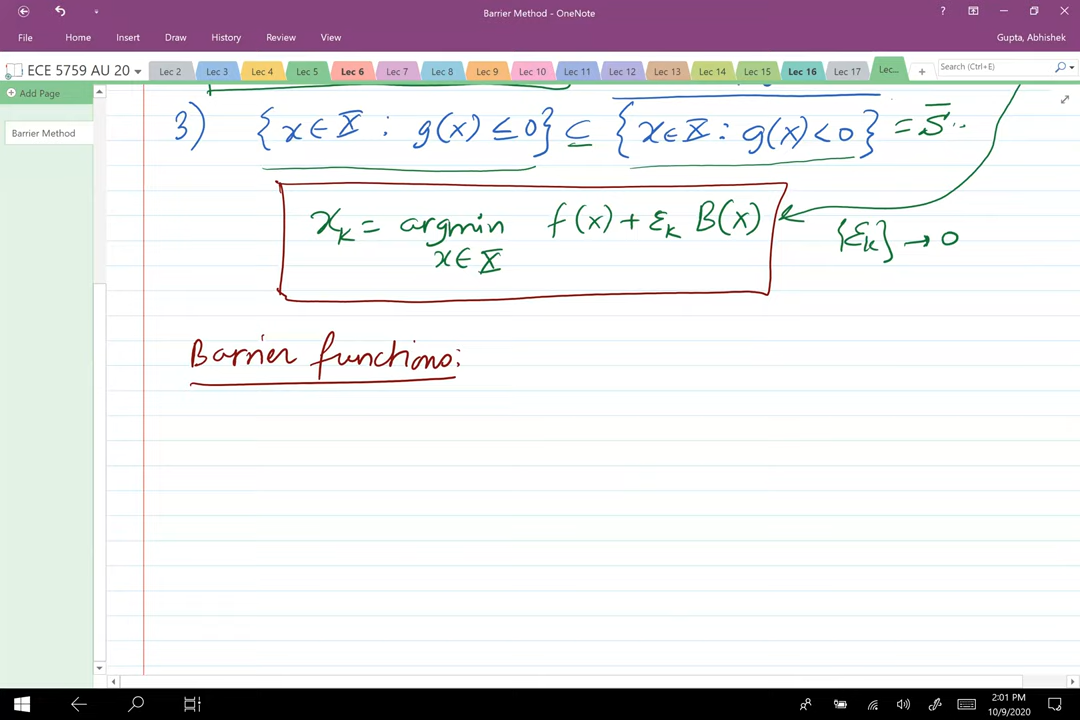 Barrier Method - OneNote
?
File Home Insert Draw History Review View
Gupta, Abhishek
ECE 5759 AU 20
Lec 2 Lec 3 Lec 4 Lec 5 Lec 6 Lec 7 Lec 8 Lec 9 Lec 10 Lec 11 Lec 12 Lec 13 Lec 14 Lec 15 Lec 16 Lec 17 Lec...
Search (Ctrl+E)
Add Page
Barrier Method
3) {x ∈ X : g(x) ≤ 0} ⊆ {x ∈ X : g(x) < 0} = S̅
x_k = argmin f(x) + ε_k B(x)
x ∈ X
{ε_k} → 0
Barrier functions:
2:01 PM
10/9/2020